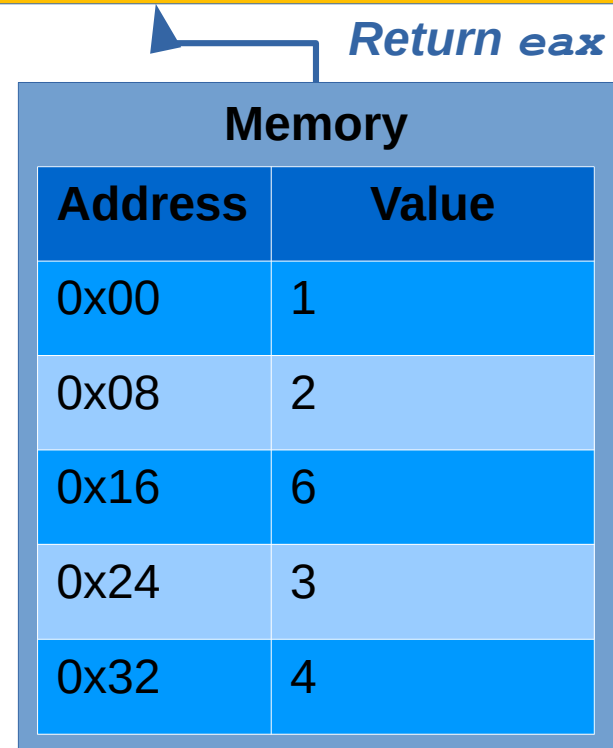 Return eax
Memory
Address Value
0x00 1
0x08 2
0x16 6
0x24 3
0x32 4